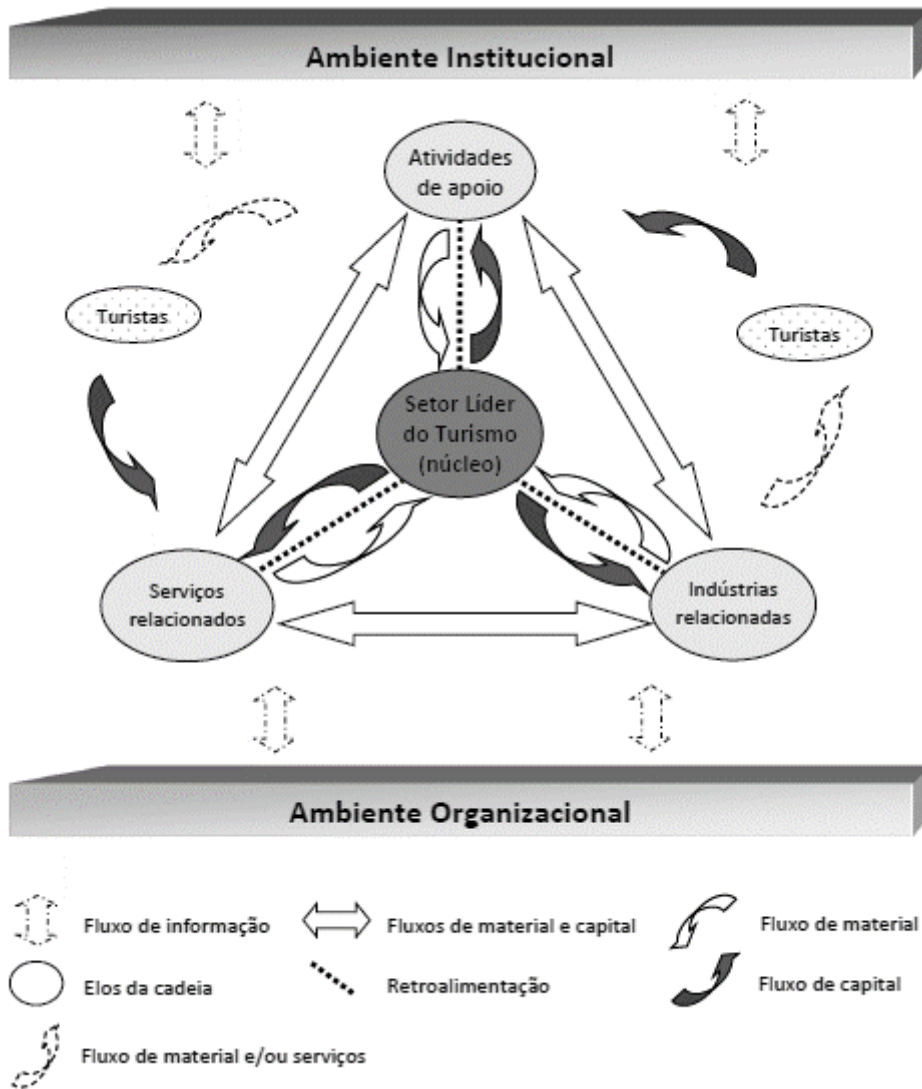 Ambiente Institucional
Atividades
de apoio
Turistas
Turistas
Setor Líder
do Turismo
(núcleo)
Serviços
relacionados
Indústrias
relacionadas
Ambiente Organizacional
Fluxo de informação
Fluxos de material e capital
Fluxo de material
Elos da cadeia
Retroalimentação
Fluxo de capital
Fluxo de material e/ou serviços